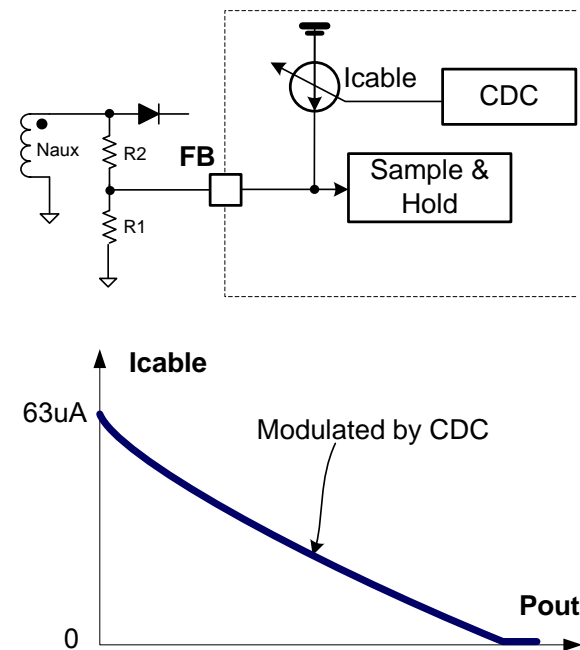 Icable
CDC
Naux
R2
FB
Sample &
Hold
R1
Icable
63uA
Modulated by CDC
Pout
0